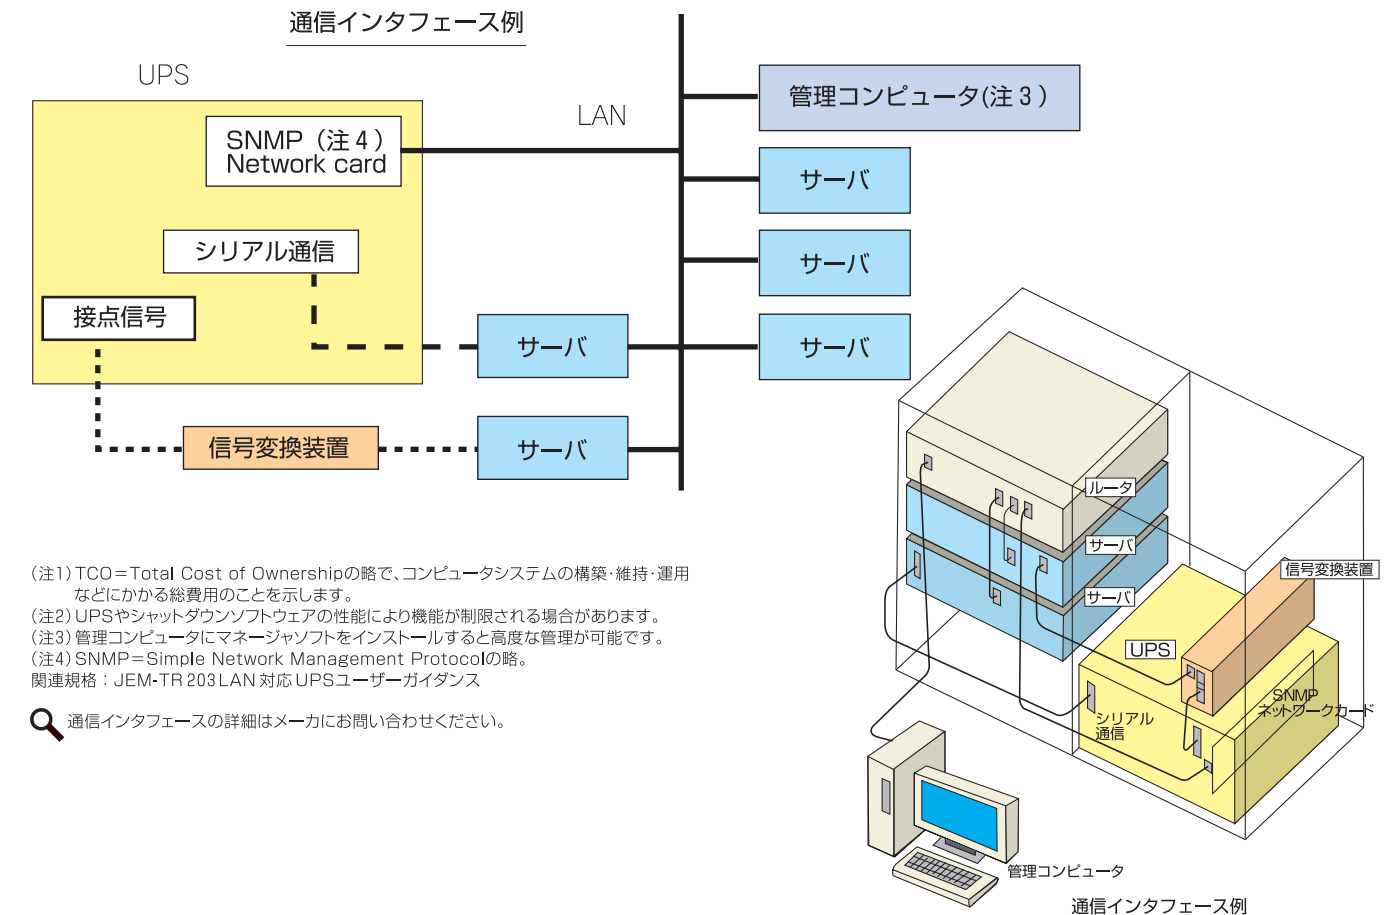 通信インタフェース例
UPS
LAN
SNMP（注４）
Network card
シリアル通信
接点信号
信号変換装置
管理コンピュータ(注３）
サーバ
サーバ
サーバ
サーバ
サーバ
(注1) TCO＝Total Cost of Ownershipの略で、コンピュータシステムの構築・維持・運用
などにかかる総費用のことを示します。
(注2) UPSやシャットダウンソフトウェアの性能により機能が制限される場合があります。
(注3) 管理コンピュータにマネージャソフトをインストールすると高度な管理が可能です。
(注4) SNMP＝Simple Network Management Protocolの略。
関連規格：JEM-TR 203 LAN 対応 UPSユーザーガイダンス
通信インタフェースの詳細はメーカにお問い合わせください。
ルータ
サーバ
サーバ
信号変換装置
UPS
SNMP
ネットワークカード
シリアル
通信
管理コンピュータ
通信インタフェース例